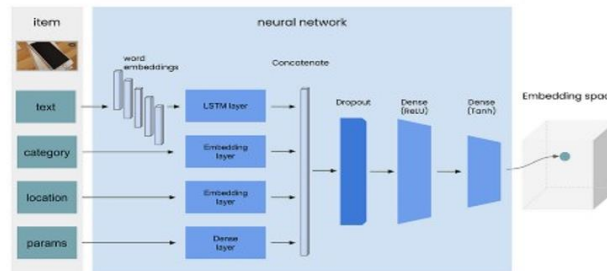 item
neural network
word
embeddings
Concatenate
text
LSTM layer
Dropout
Dense
(ReLU)
Dense
(Tanh)
Embedding spac
category
Embedding
layer
location
Embedding
layer
params
Dense
layer